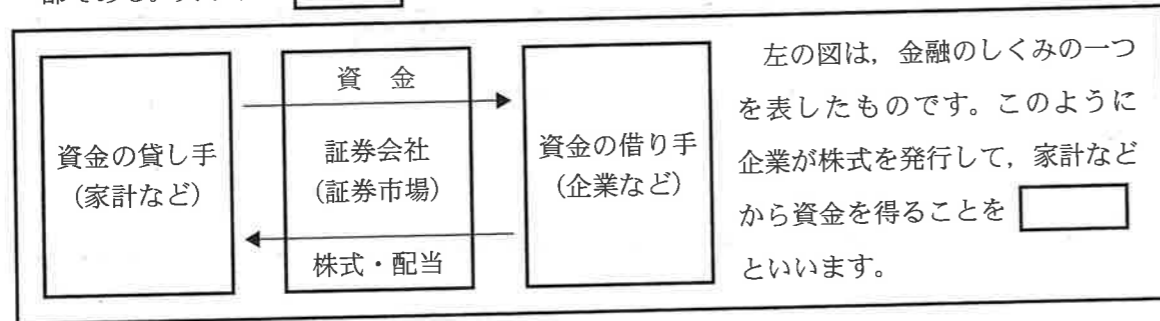 資　金
資金の貸し手
（家計など）
証券会社
（証券市場）
資金の借り手
（企業など）
株式・配当
左の図は，金融のしくみの一つ
を表したものです。このように
企業が株式を発行して，家計など
から資金を得ることを
といいます。